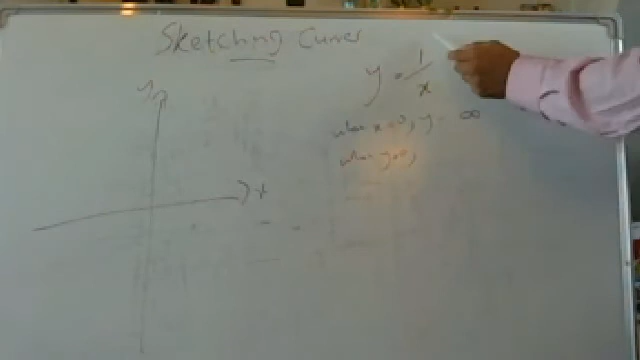 Sketching Curves
y = 1/x
when x = 0, y = ∞
when y=0,
y
x